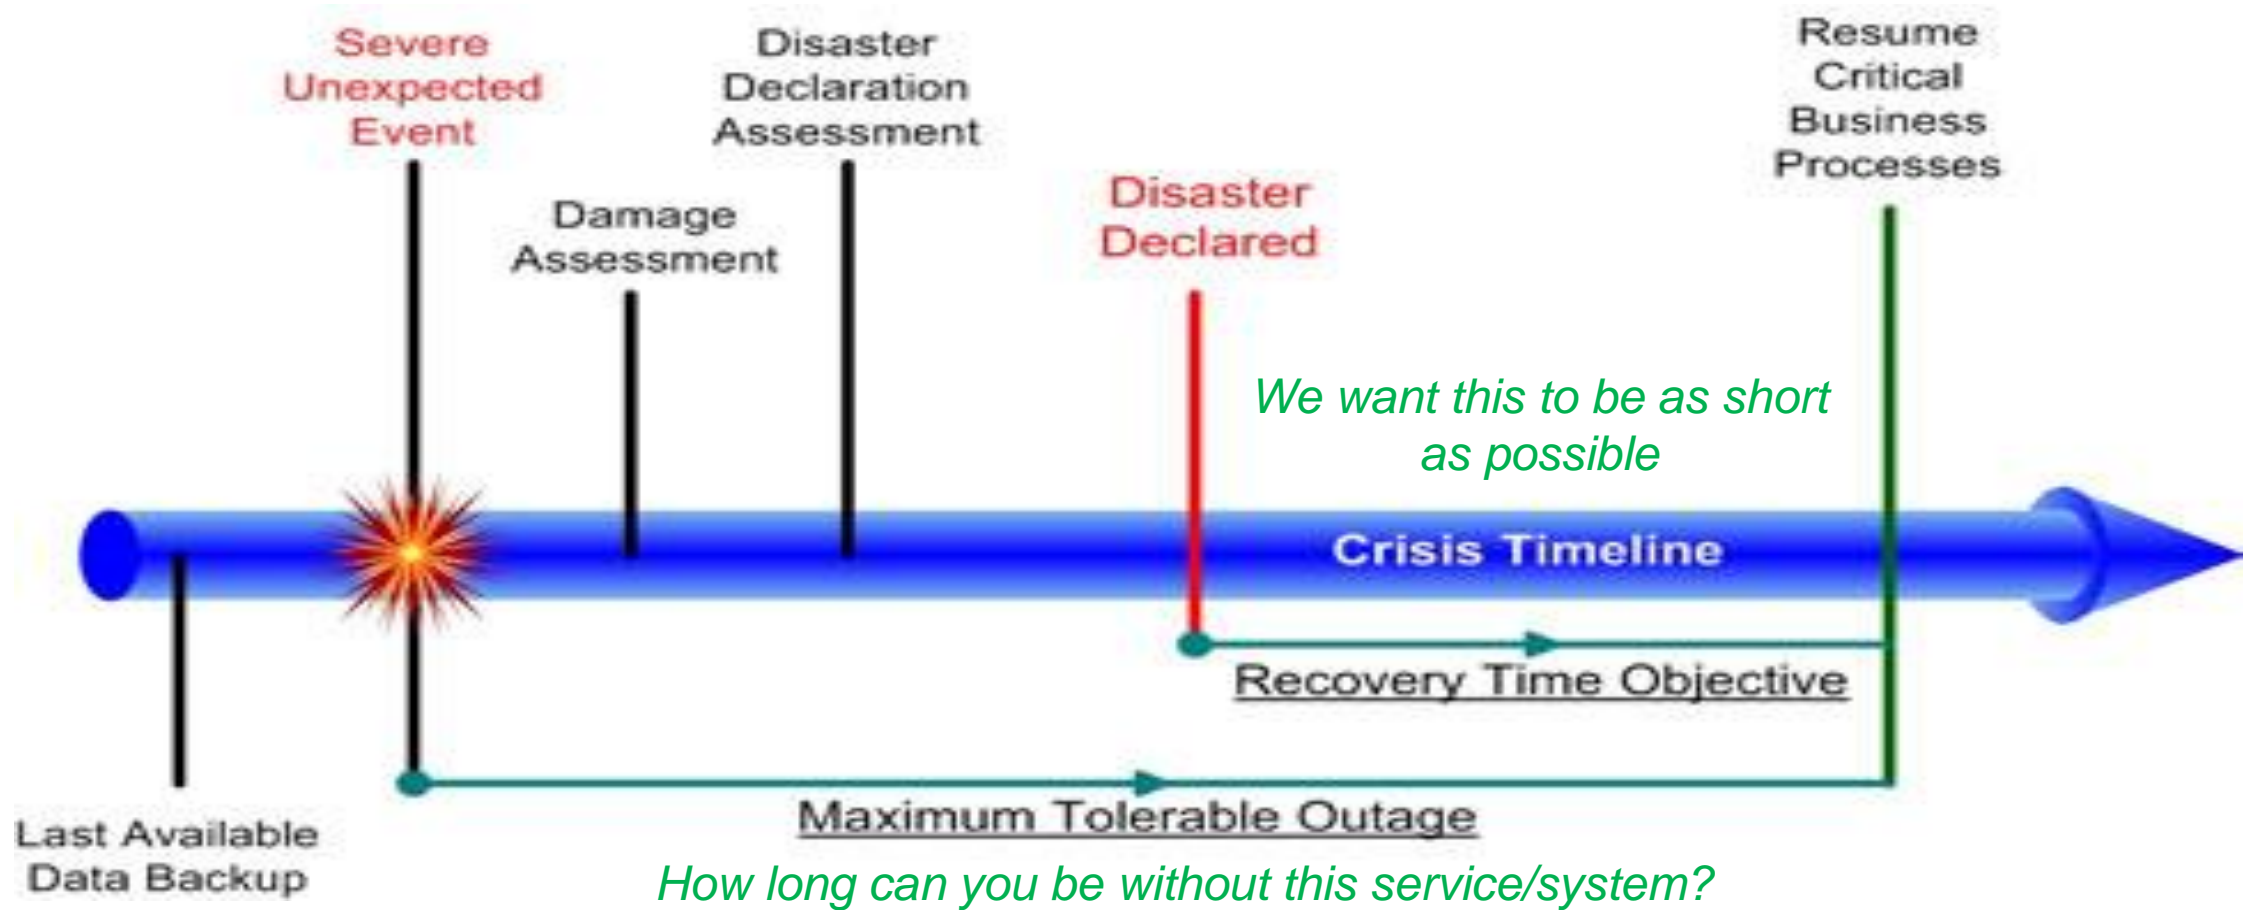 Severe
Unexpected
Event
Damage
Assessment
Disaster
Declaration
Assessment
Disaster
Declared
Resume
Critical
Business
Processes
We want this to be as short
as possible
Crisis Timeline
Recovery Time Objective
Maximum Tolerable Outage
Last Available
Data Backup
How long can you be without this service/system?